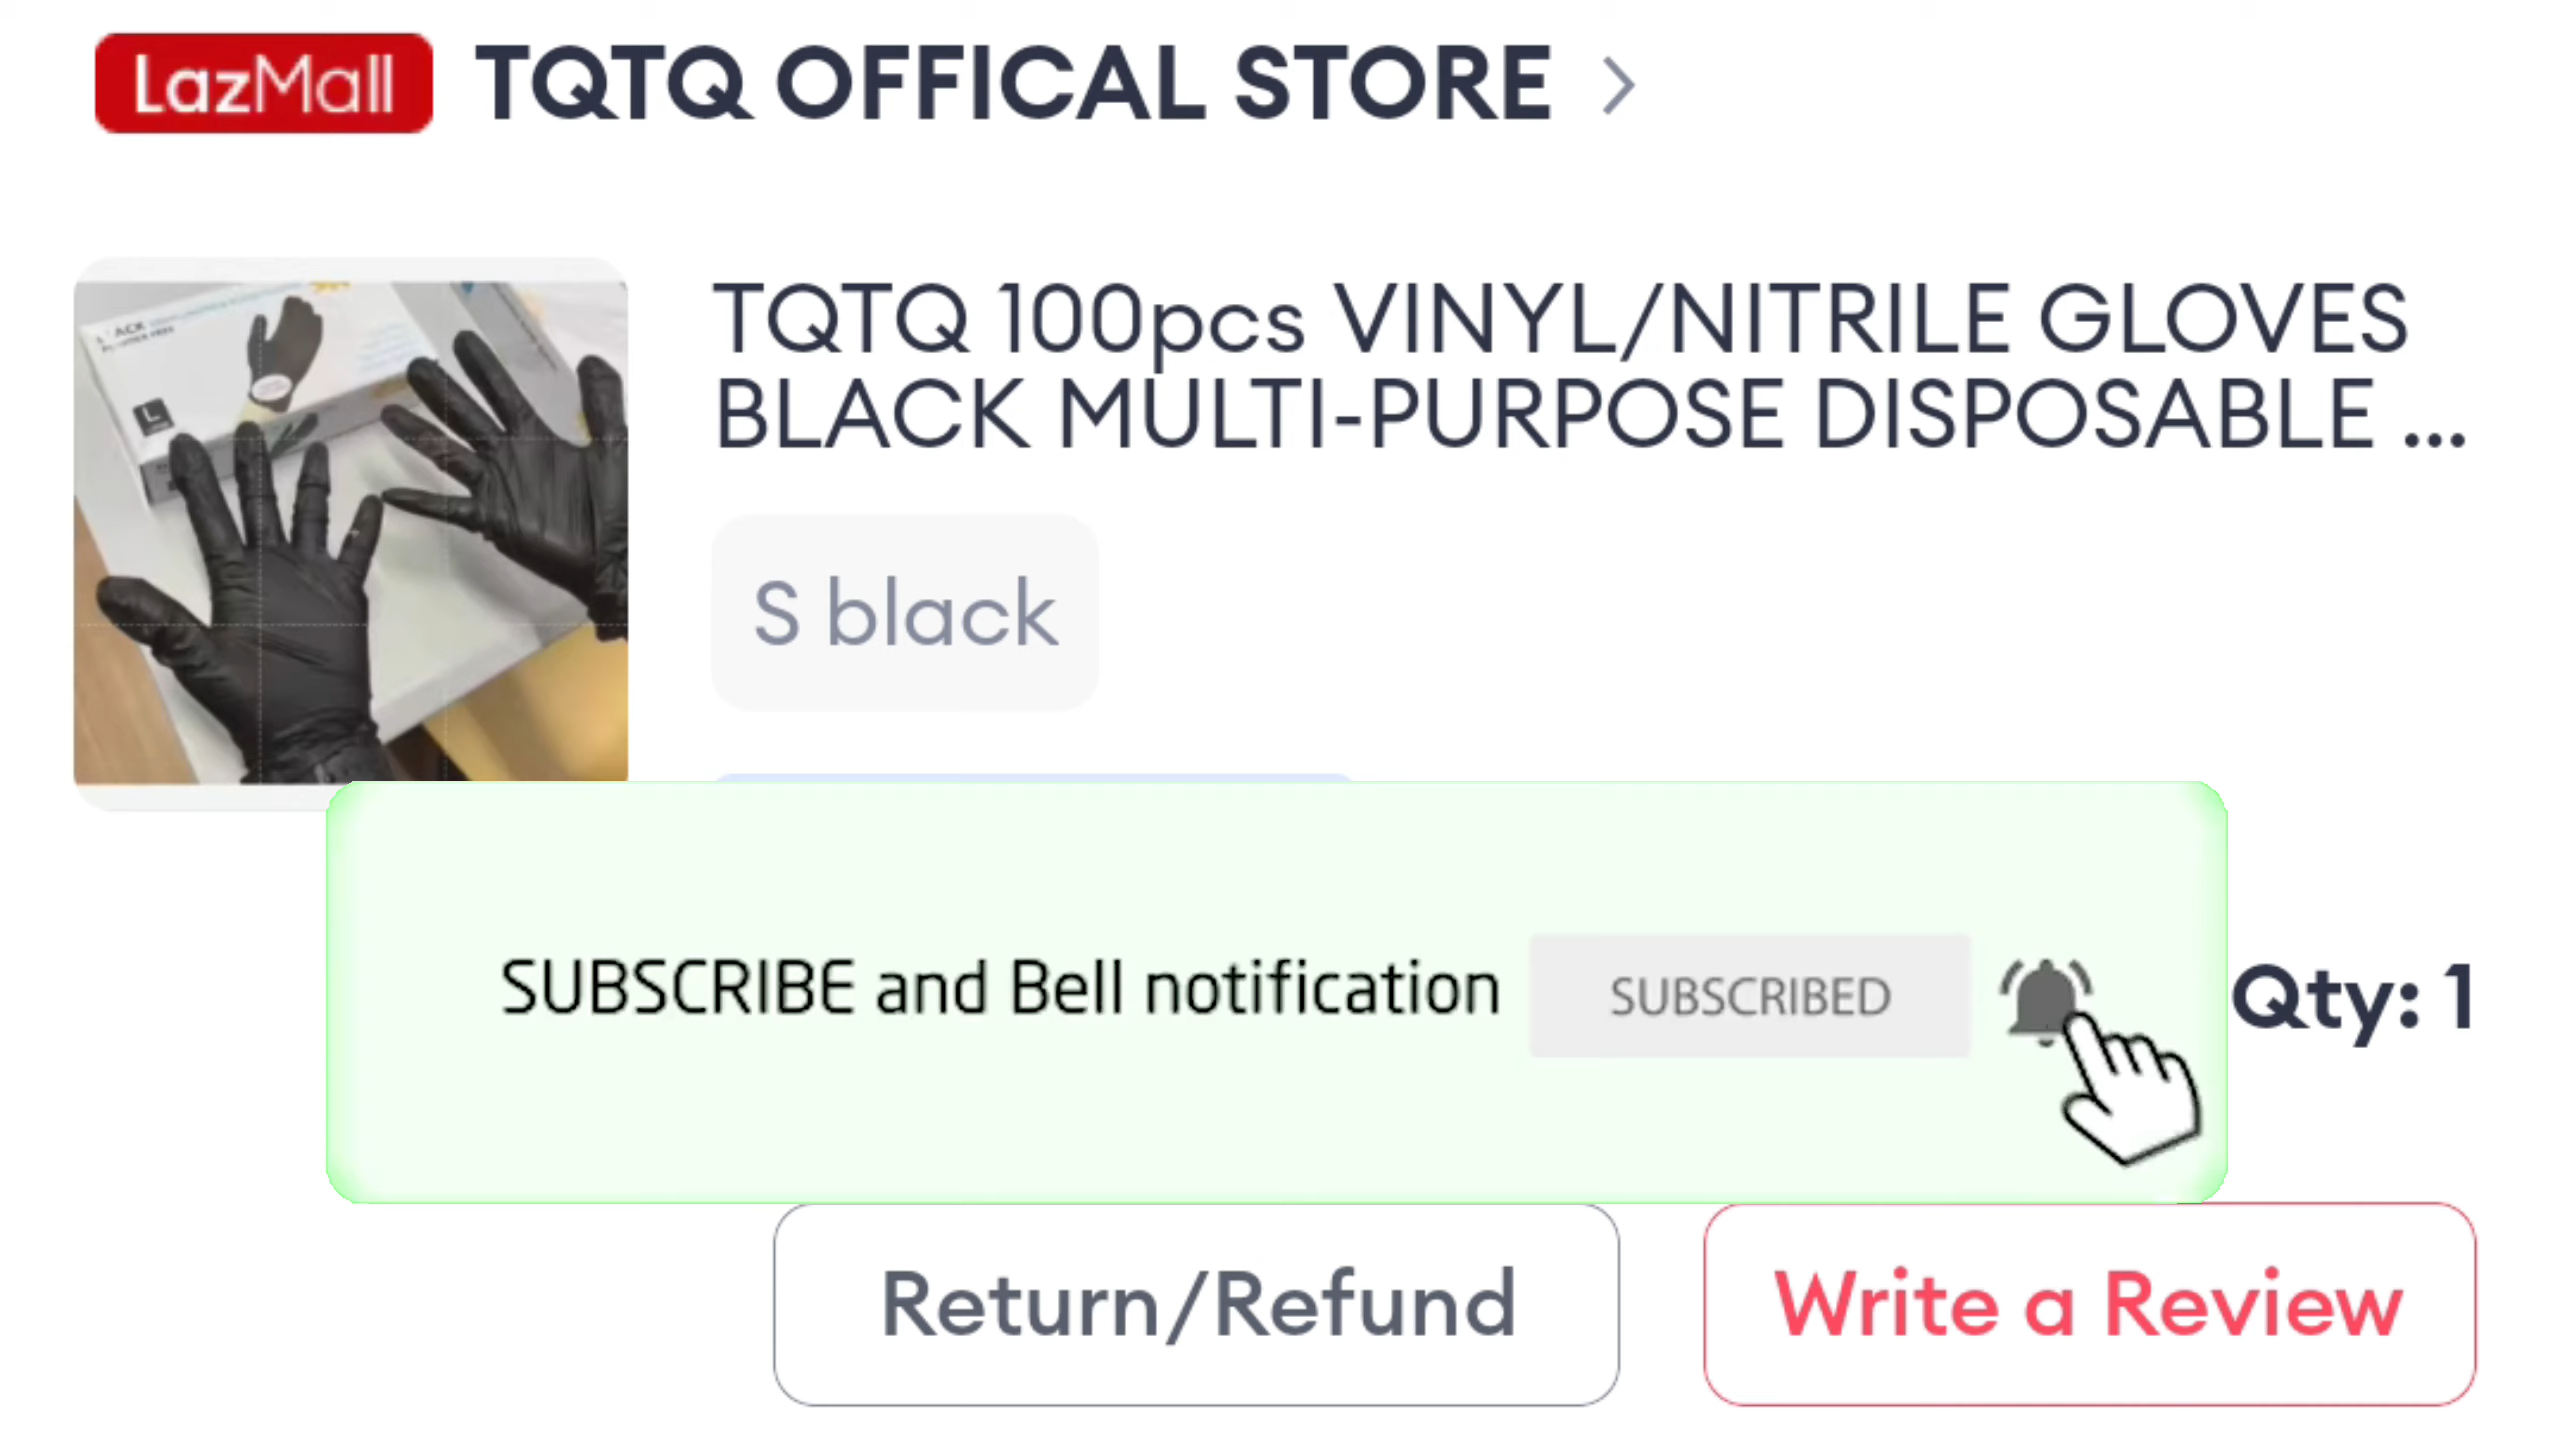 LazMall TQTQ OFFICAL STORE
TQTQ 100pcs VINYL/NITRILE GLOVES
BLACK MULTI-PURPOSE DISPOSABLE ...
L
S black
SUBSCRIBE and Bell notification SUBSCRIBED
Qty: 1
Return/Refund
Write a Review